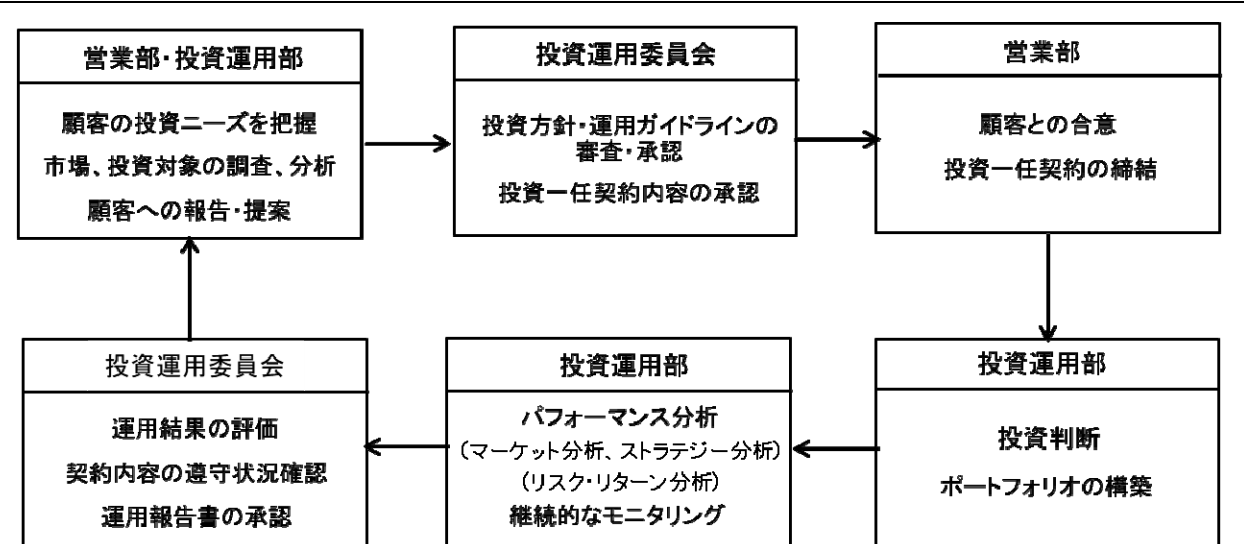 営業部・投資運用部
顧客の投資ニーズを把握
市場、投資対象の調査、分析
顧客への報告・提案
投資運用委員会
投資方針・運用ガイドラインの
審査・承認
投資一任契約内容の承認
営業部
顧客との合意
投資一任契約の締結
投資運用部
投資判断
ポートフォリオの構築
投資運用部
パフォーマンス分析
(マーケット分析、ストラテジー分析)
(リスク・リターン分析)
継続的なモニタリング
投資運用委員会
運用結果の評価
契約内容の遵守状況確認
運用報告書の承認